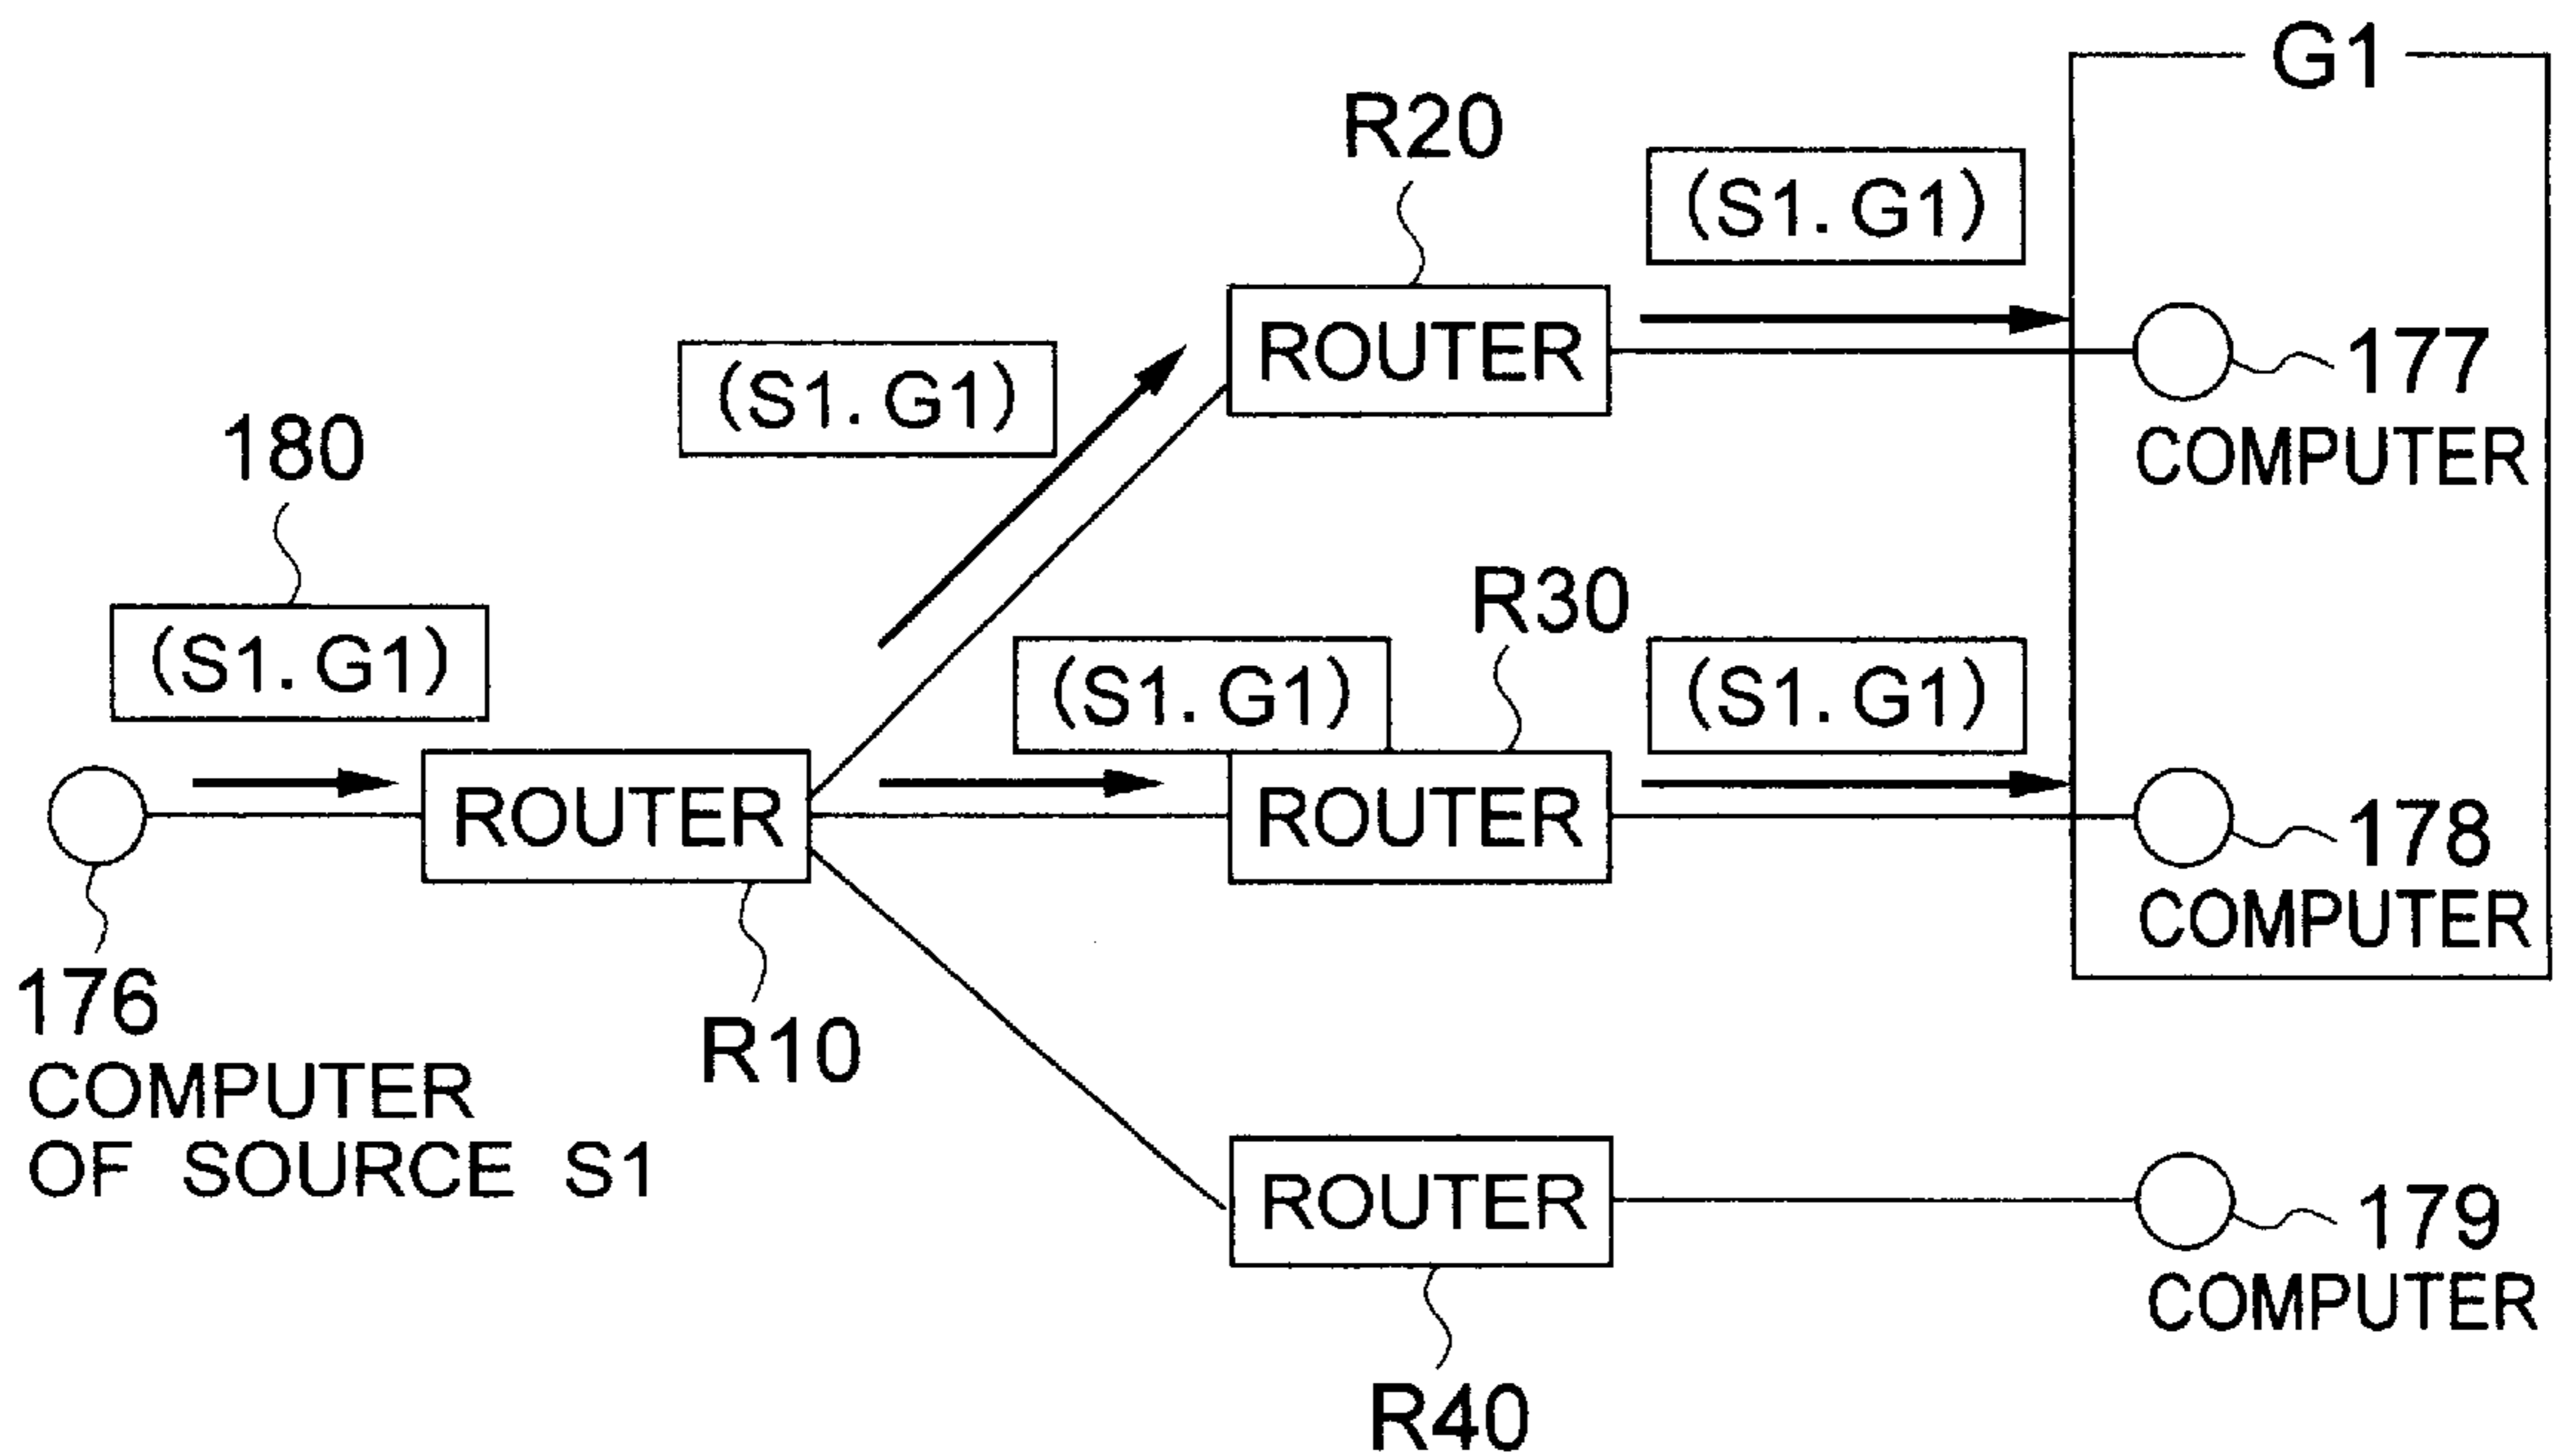 G1
R20
(S1.G1)
ROUTER
177
COMPUTER
(S1.G1)
180
(S1.G1)
R30
(S1.G1)
(S1.G1)
ROUTER
ROUTER
178
COMPUTER
176
COMPUTER
OF SOURCE S1
R10
ROUTER
179
COMPUTER
R40